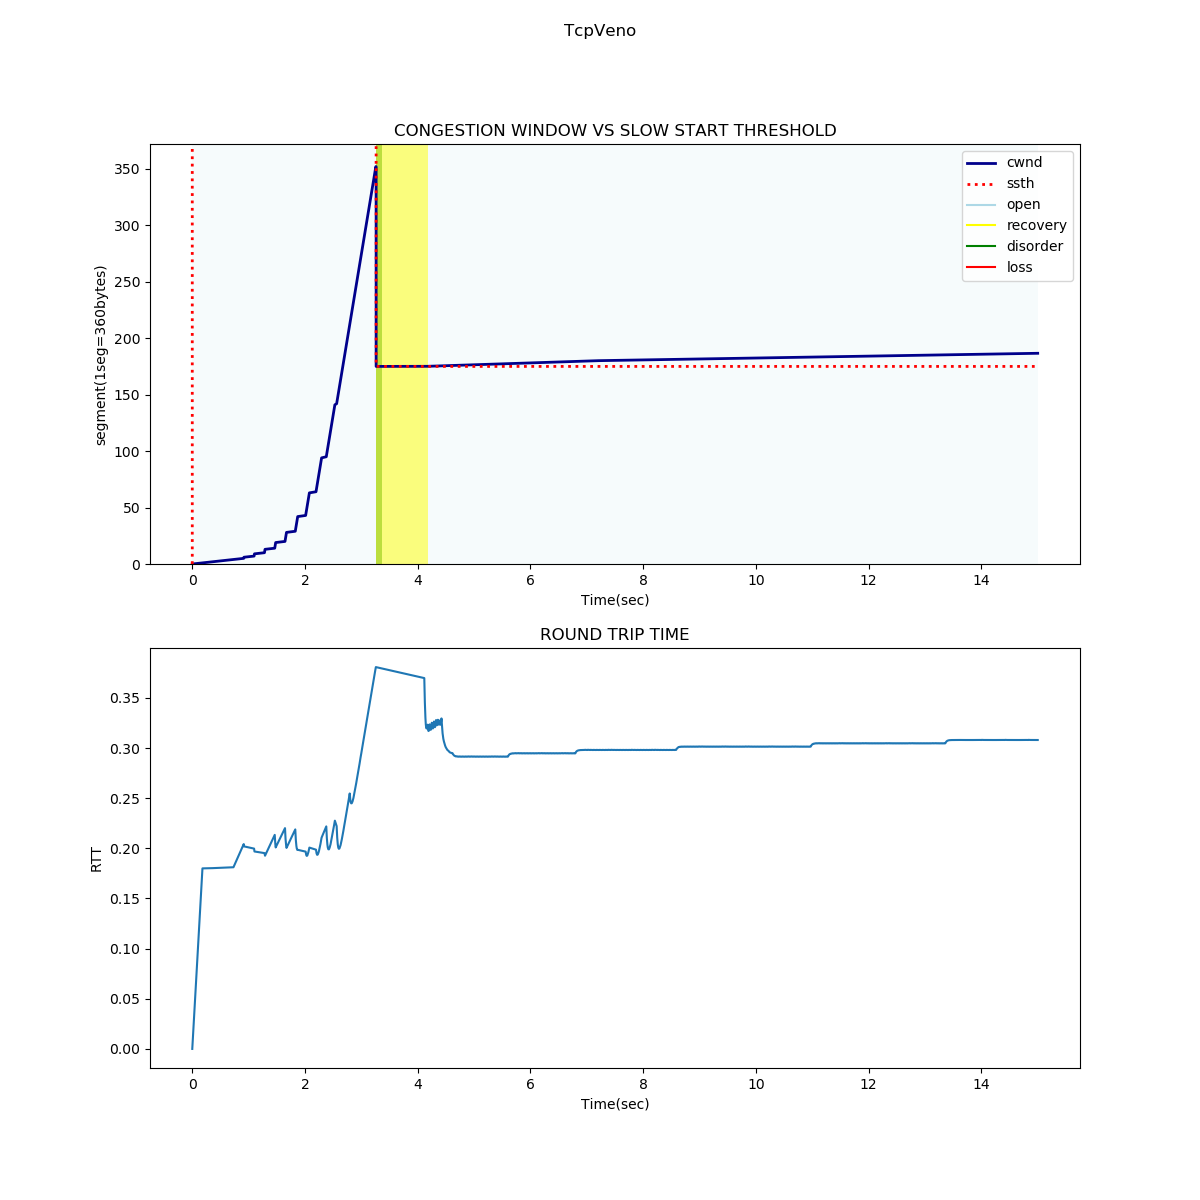 TcpVeno
CONGESTION WINDOW VS SLOW START THRESHOLD
segment(1seg=360bytes)
350
300
250
200
150
100
50
0
cwnd
ssth
open
recovery
disorder
loss
0 2 4 6 8 10 12 14
Time(sec)
ROUND TRIP TIME
RTT
0.35
0.30
0.25
0.20
0.15
0.10
0.05
0.00
0 2 4 6 8 10 12 14
Time(sec)